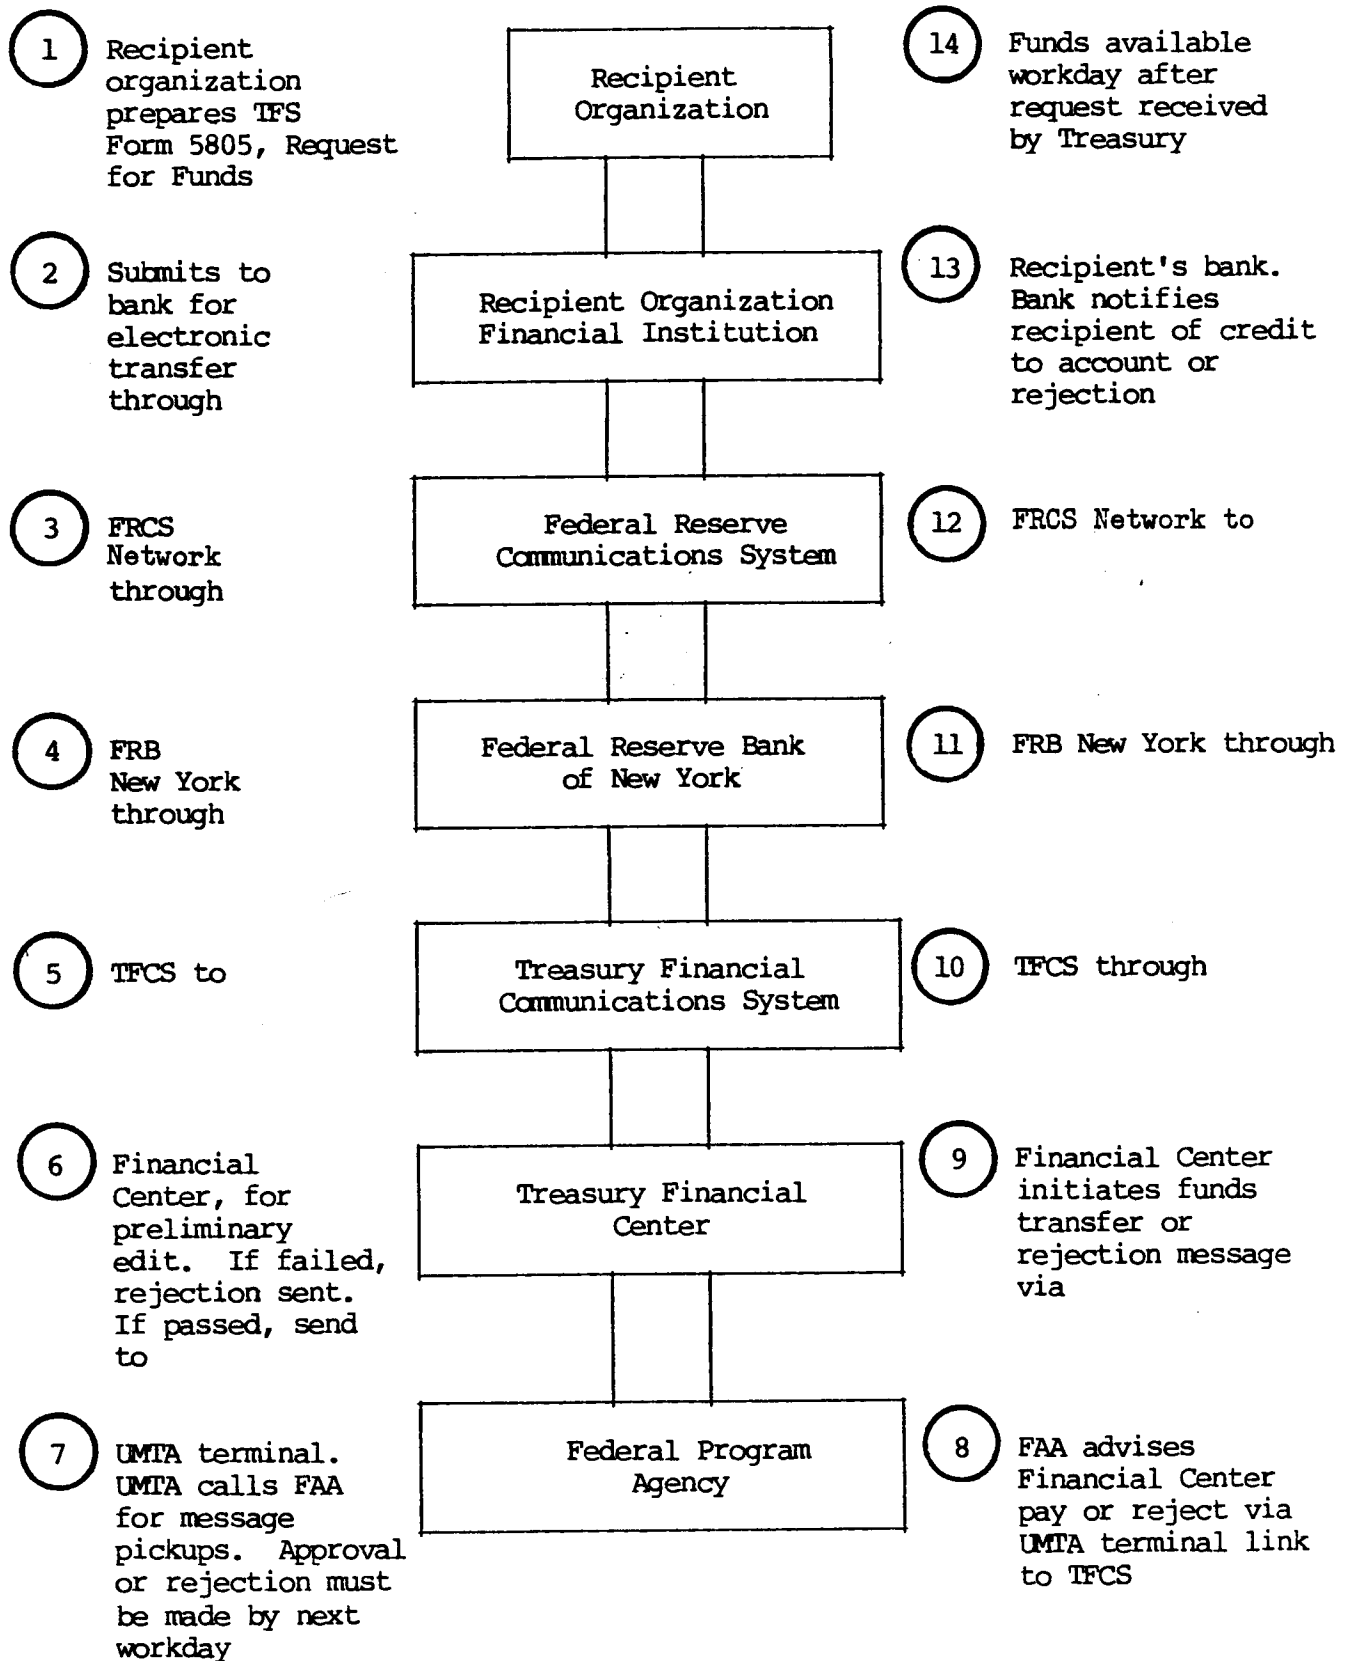 1
Recipient
organization
prepares TFS
Form 5805, Request
for Funds
Recipient
Organization
14
Funds available
workday after
request received
by Treasury
2
Submits to
bank for
electronic
transfer
through
Recipient Organization
Financial Institution
13
Recipient's bank.
Bank notifies
recipient of credit
to account or
rejection
3
FRCS
Network
through
Federal Reserve
Communications System
12
FRCS Network to
4
FRB
New York
through
Federal Reserve Bank
of New York
11
FRB New York through
5
TFCS to
Treasury Financial
Communications System
10
TFCS through
6
Financial
Center, for
preliminary
edit. If failed,
rejection sent.
If passed, send
to
Treasury Financial
Center
9
Financial Center
initiates funds
transfer or
rejection message
via
7
UMTA terminal.
UMTA calls FAA
for message
pickups. Approval
or rejection must
be made by next
workday
Federal Program
Agency
8
FAA advises
Financial Center
pay or reject via
UMTA terminal link
to TFCS